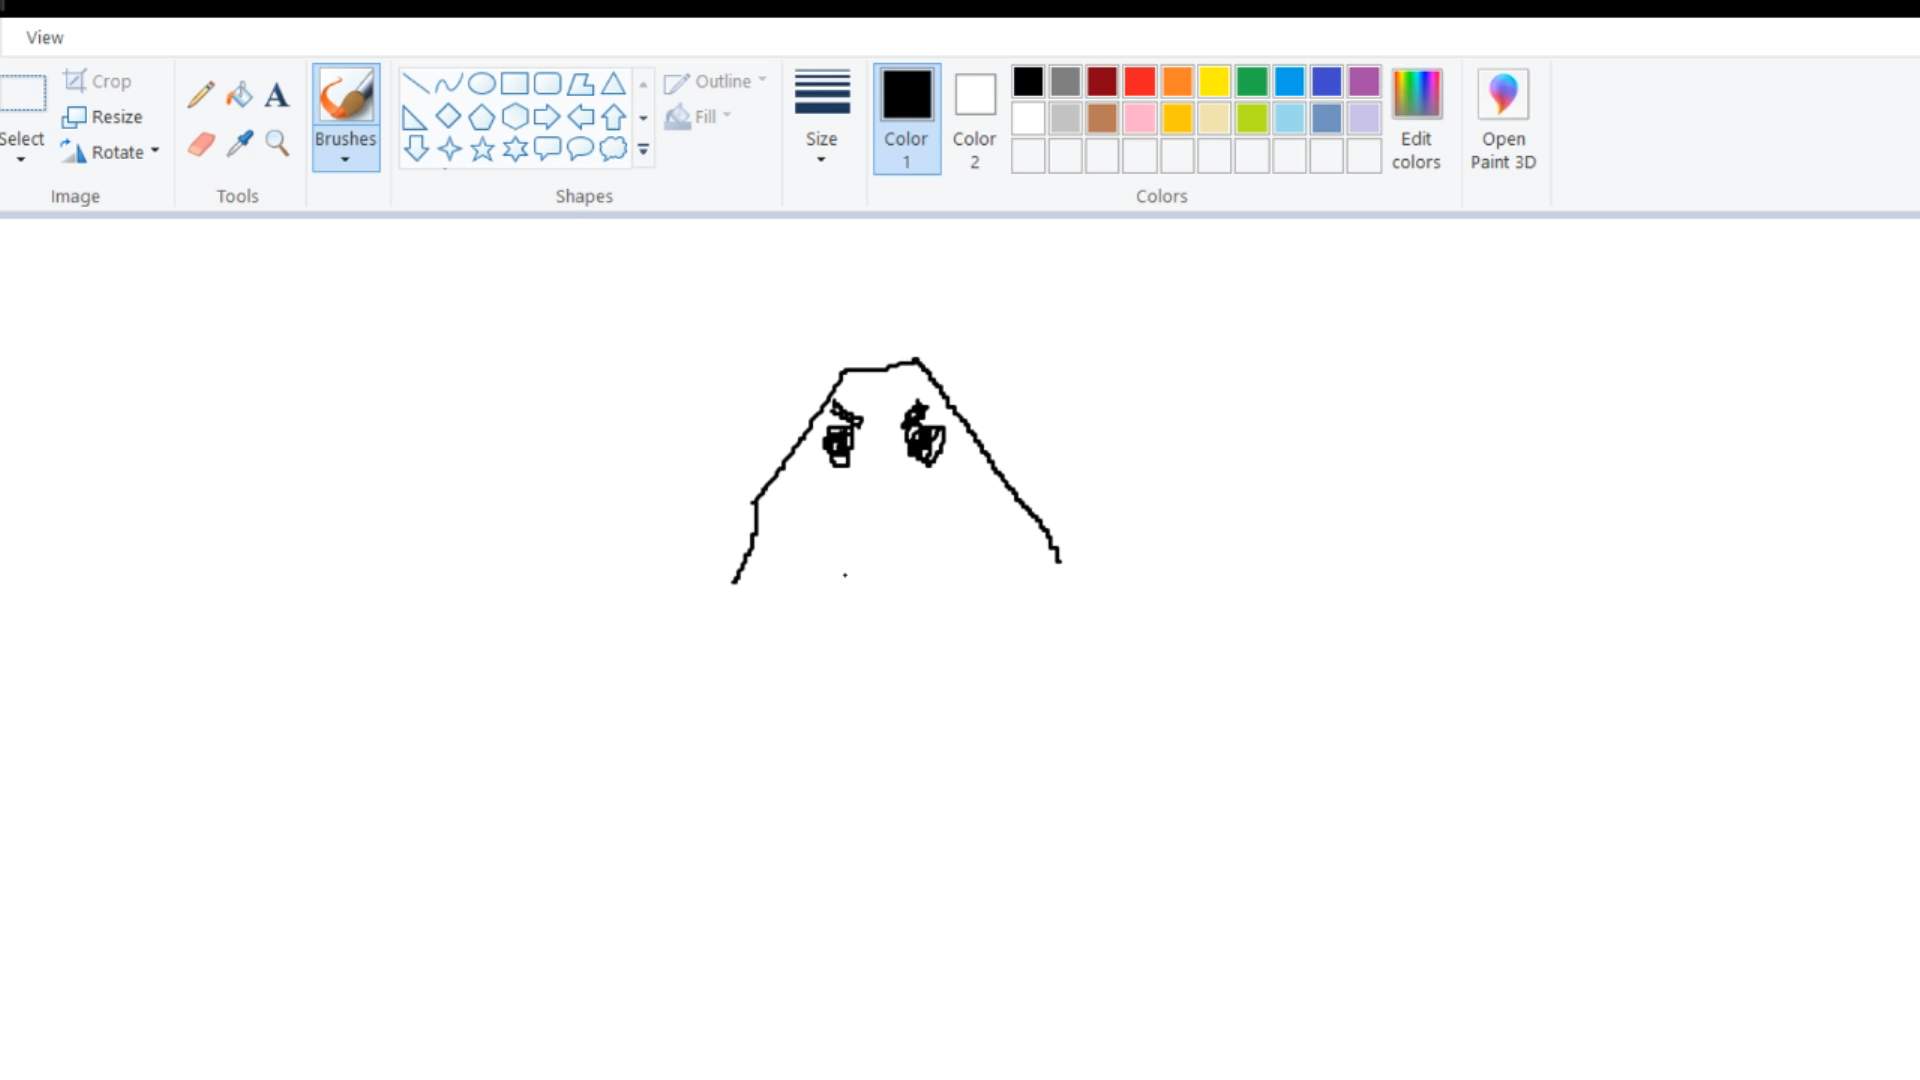 View
Select
Crop
Resize
Rotate
Image
A
Tools
Brushes
Shapes
Outline
Fill
Size
Color 1
Color 2
Colors
Edit colors
Open Paint 3D